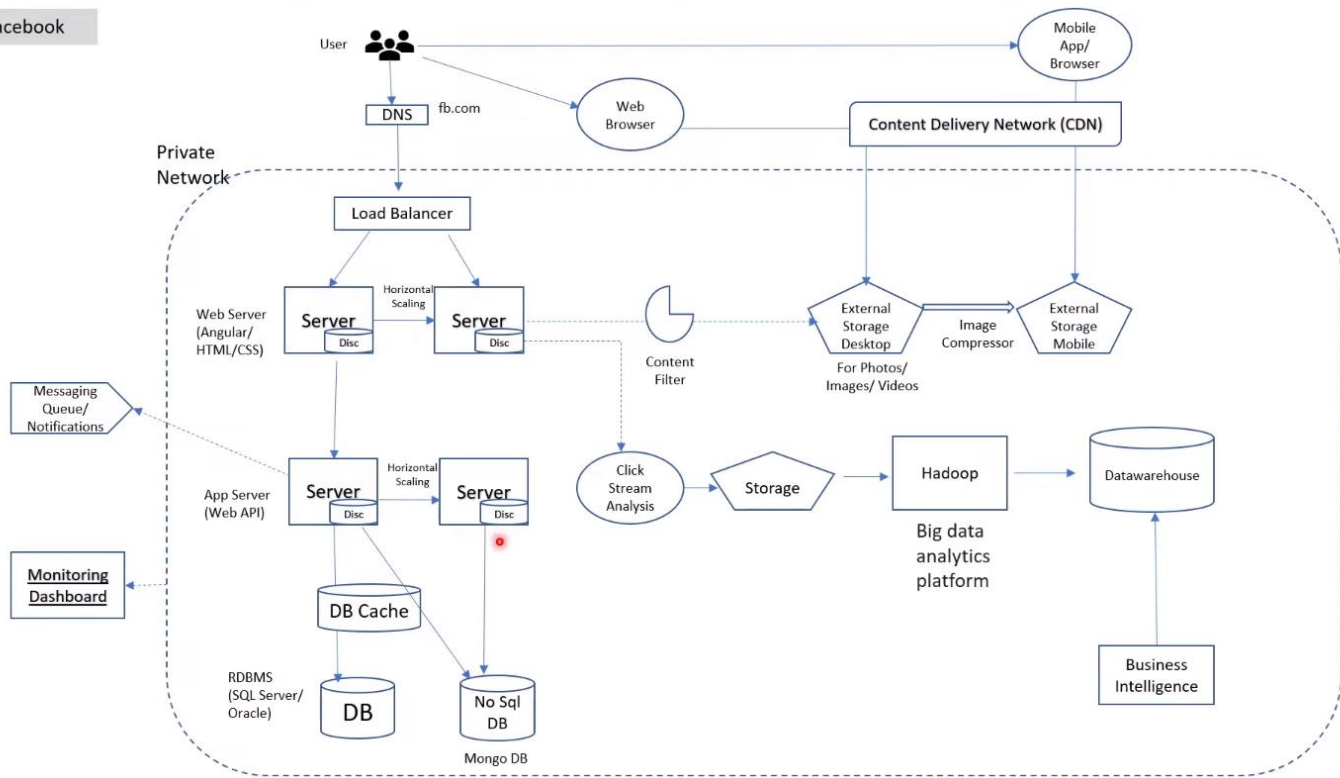 acebook
User
Mobile
App/
Browser
DNS
fb.com
Web
Browser
Content Delivery Network (CDN)
Private
Network
Load Balancer
Web Server
(Angular/
HTML/CSS)
Server
Disc
Horizontal
Scaling
Server
Disc
Content
Filter
External
Storage
Desktop
For Photos/
Images/ Videos
Image
Compressor
External
Storage
Mobile
Messaging
Queue/
Notifications
App Server
(Web API)
Server
Disc
Horizontal
Scaling
Server
Disc
Click
Stream
Analysis
Storage
Hadoop
Big data
analytics
platform
Datawarehouse
Monitoring
Dashboard
DB Cache
RDBMS
(SQL Server/
Oracle)
DB
No Sql
DB
Mongo DB
Business
Intelligence